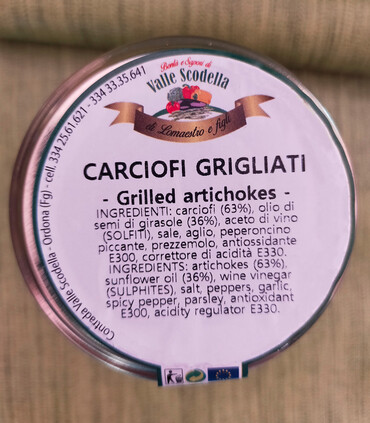 Bontà e Sapori di
Valle Scodella
di Lomaestro e figli
CARCIOFI GRIGLIATI
- Grilled artichokes -
INGREDIENTI: carciofi (63%), olio di
semi di girasole (36%), aceto di vino
(SOLFITI), sale, aglio, peperoncino
piccante, prezzemolo, antiossidante
E300, correttore di acidità E330.
INGREDIENTS: artichokes (63%),
sunflower oil (36%), wine vinegar
(SULPHITES), salt, peppers, garlic,
spicy pepper, parsley, antioxidant
E300, acidity regulator E330.
Contrada Valle Scodella - Ordona (Fg) - cell. 334 25.61.621 - 334 33.35.641